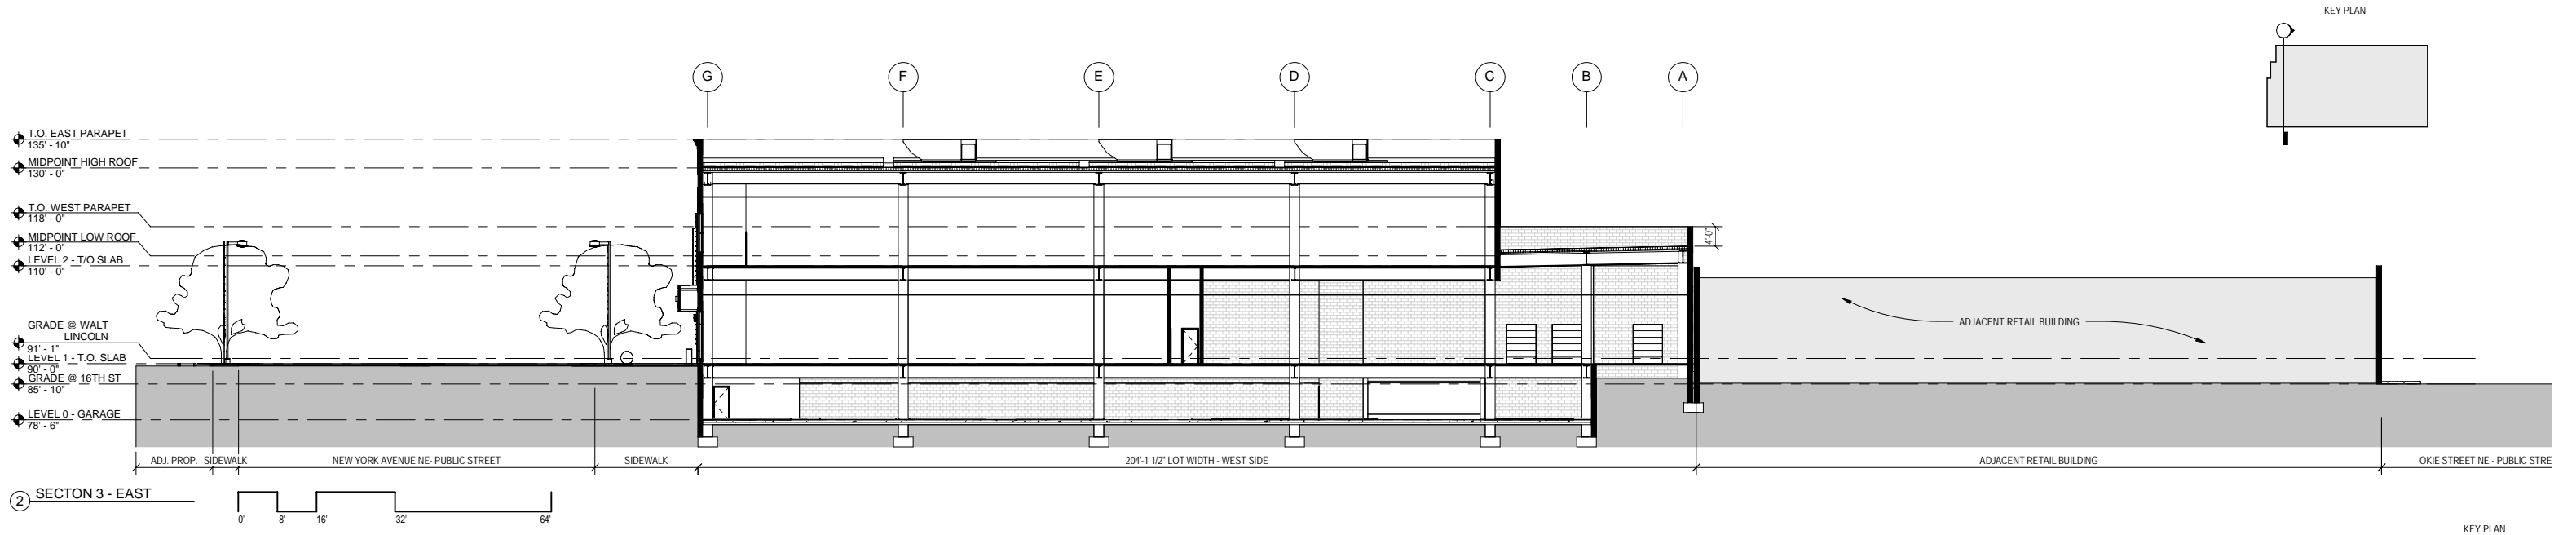 KEY PLAN
G F E D C B A
T.O. EAST PARAPET
135' - 10"
MIDPOINT HIGH ROOF
130' - 0"
T.O. WEST PARAPET
118' - 0"
MIDPOINT LOW ROOF
112' - 0"
LEVEL 2 - T/O SLAB
110' - 0"
4'-0"
GRADE @ WALT
LINCOLN
91' - 1"
LEVEL 1 - T.O. SLAB
90' - 0"
GRADE @ 16TH ST
85' - 10"
LEVEL 0 - GARAGE
78' - 6"
ADJACENT RETAIL BUILDING
ADJ. PROP. SIDEWALK NEW YORK AVENUE NE- PUBLIC STREET SIDEWALK 204'-1 1/2" LOT WIDTH - WEST SIDE ADJACENT RETAIL BUILDING OKIE STREET NE - PUBLIC STRE
2 SECTON 3 - EAST
0' 8' 16' 32' 64'
KEY PLAN